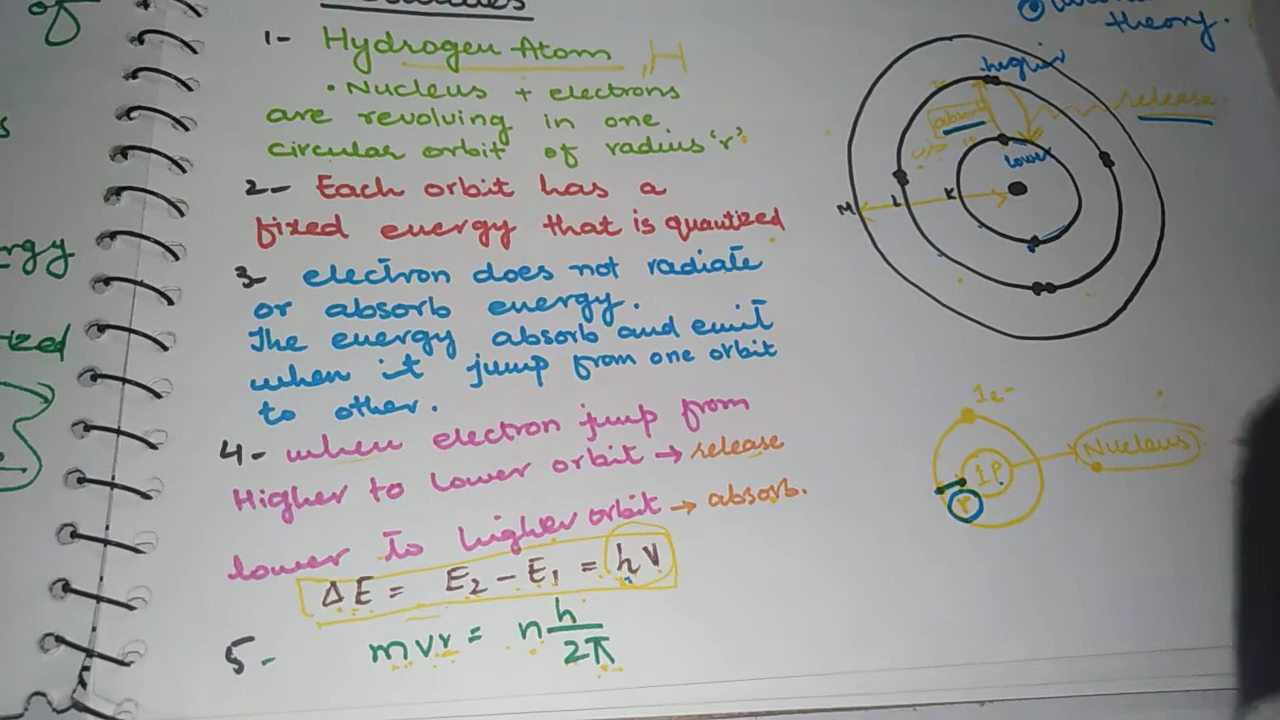 of
1- Hydrogen Atom , H
• Nucleus + electrons
are revolving in one
circular orbit of radius 'r'
2- Each orbit has a
fixed energy that is quantized
3- electron does not radiate
or absorb energy.
The energy absorb and emit
when it jump from one orbit
to other.
4- when electron jump from
Higher to Lower orbit → release
lower to higher orbit → absorb.
ΔE = E₂ - E₁ = hv
5- mvr = n h/2π
theory.
higher
release
absorb
جذب
lower
M L K
1e⁻
1P
Nucleus
r